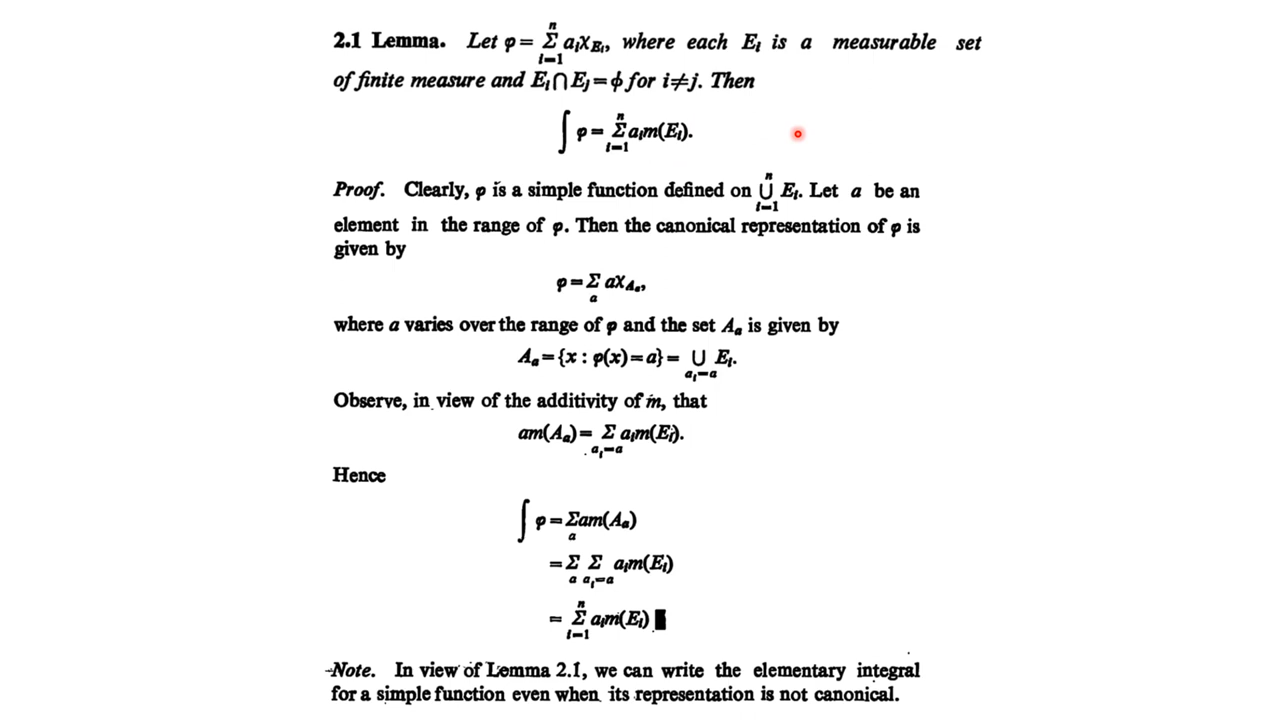 2.1 Lemma. Let φ = Σ_{i=1}^{n} a_i χ_{E_i}, where each E_i is a measurable set
of finite measure and E_i ∩ E_j = ϕ for i ≠ j. Then
∫ φ = Σ_{i=1}^{n} a_i m(E_i).
Proof. Clearly, φ is a simple function defined on ∪_{i=1}^{n} E_i. Let a be an
element in the range of φ. Then the canonical representation of φ is
given by
φ = Σ_{a} a χ_{A_a},
where a varies over the range of φ and the set A_a is given by
A_a = {x : φ(x) = a} = ∪_{a_i = a} E_i.
Observe, in view of the additivity of m, that
am(A_a) = Σ_{a_i = a} a_i m(E_i).
Hence
∫ φ = Σ_{a} am(A_a)
= Σ_{a} Σ_{a_i = a} a_i m(E_i)
= Σ_{i=1}^{n} a_i m(E_i) ∎
Note. In view of Lemma 2.1, we can write the elementary integral
for a simple function even when its representation is not canonical.